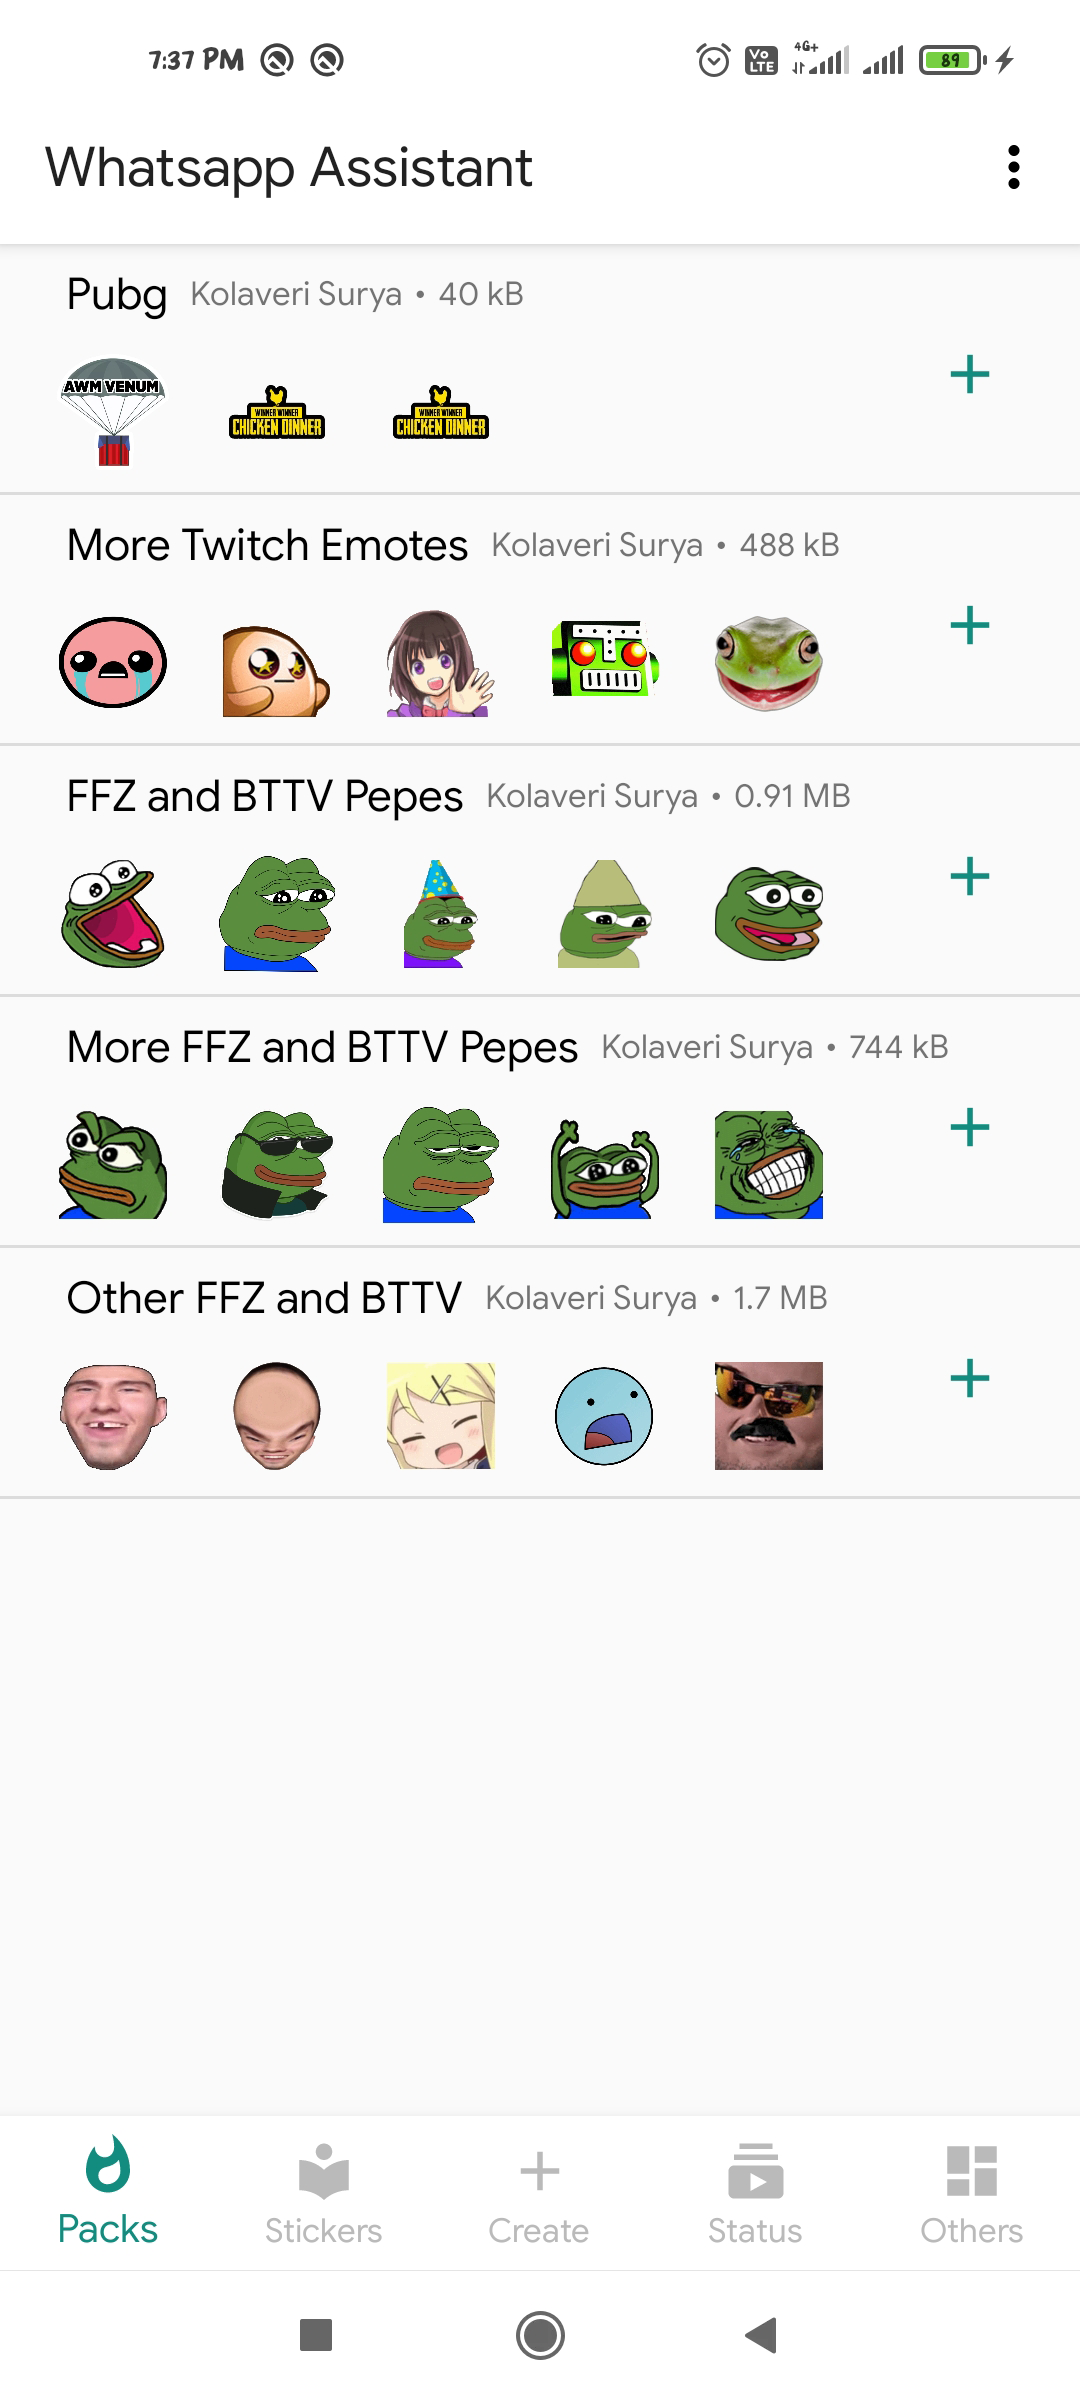 7:37 PM Vo LTE 4G+ 89
Whatsapp Assistant
Pubg Kolaveri Surya • 40 kB
AWM VENUM
WINNER WINNER CHICKEN DINNER
WINNER WINNER CHICKEN DINNER
More Twitch Emotes Kolaveri Surya • 488 kB
FFZ and BTTV Pepes Kolaveri Surya • 0.91 MB
More FFZ and BTTV Pepes Kolaveri Surya • 744 kB
Other FFZ and BTTV Kolaveri Surya • 1.7 MB
Packs Stickers Create Status Others